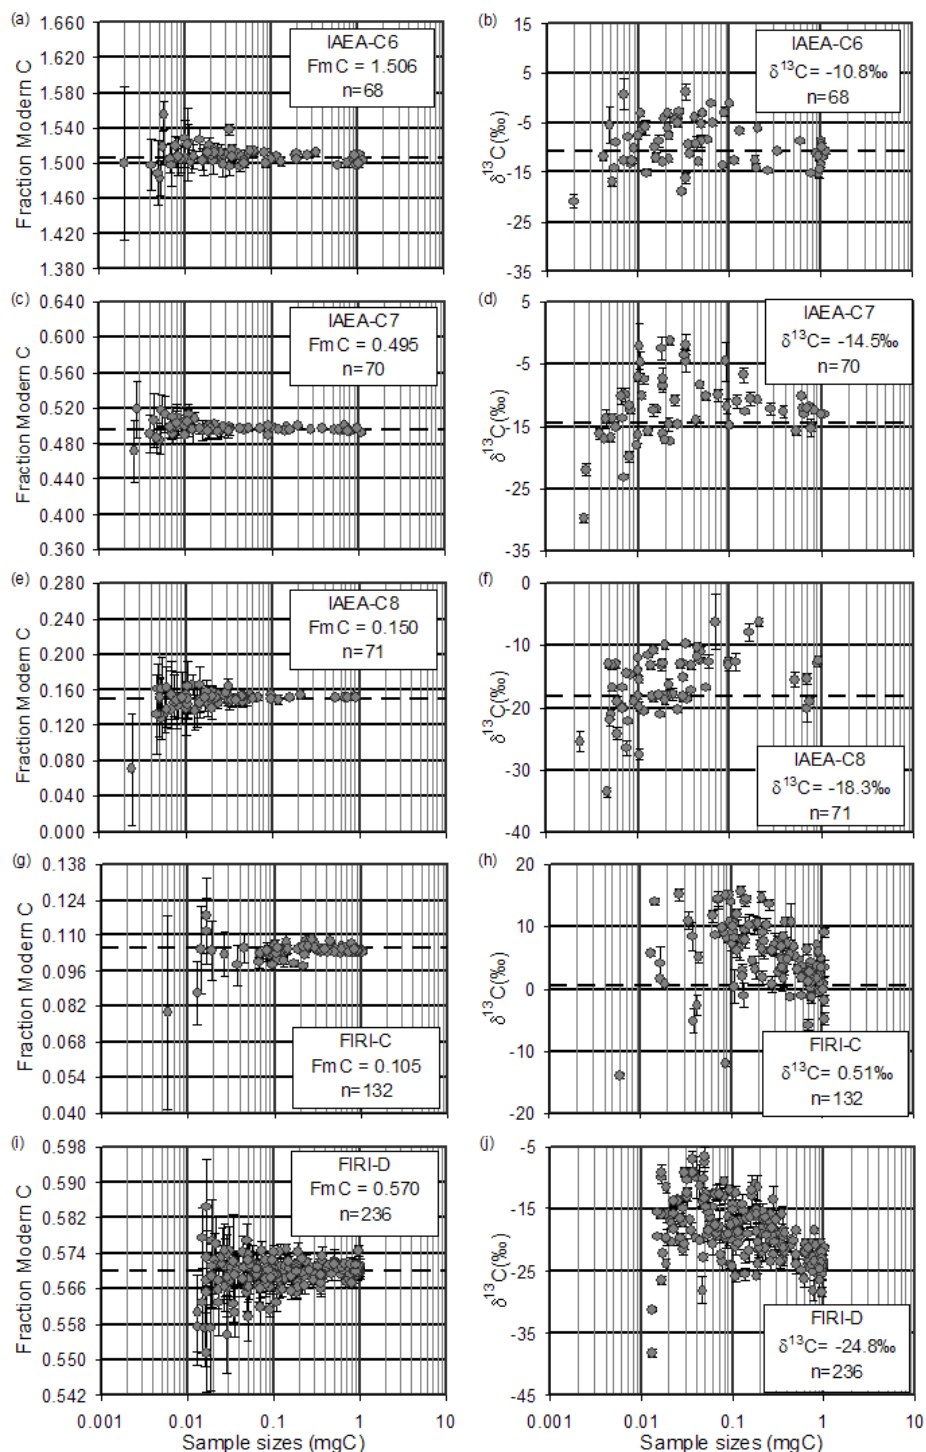 (a)
Fraction Modern C
1.660
1.620
1.580
1.540
1.500
1.460
1.420
1.380
IAEA-C6
FmC = 1.506
n=68
(b)
δ¹³C(‰)
15
5
-5
-15
-25
-35
IAEA-C6
δ¹³C= -10.8‰
n=68
(c)
Fraction Modern C
0.640
0.600
0.560
0.520
0.480
0.440
0.400
0.360
IAEA-C7
FmC = 0.495
n=70
(d)
δ¹³C(‰)
5
-5
-15
-25
-35
IAEA-C7
δ¹³C= -14.5‰
n=70
(e)
Fraction Modern C
0.280
0.240
0.200
0.160
0.120
0.080
0.040
0.000
IAEA-C8
FmC = 0.150
n=71
(f)
δ¹³C(‰)
0
-10
-20
-30
-40
IAEA-C8
δ¹³C= -18.3‰
n=71
(g)
Fraction Modern C
0.138
0.124
0.110
0.096
0.082
0.068
0.054
0.040
FIRI-C
FmC = 0.105
n=132
(h)
δ¹³C(‰)
20
10
0
-10
-20
FIRI-C
δ¹³C= 0.51‰
n=132
(i)
Fraction Modern C
0.598
0.590
0.582
0.574
0.566
0.558
0.550
0.542
FIRI-D
FmC = 0.570
n=236
0.001 0.01 0.1 1 10
Sample sizes (mgC)
(j)
δ¹³C(‰)
-5
-15
-25
-35
-45
FIRI-D
δ¹³C= -24.8‰
n=236
0.001 0.01 0.1 1 10
Sample sizes (mgC)